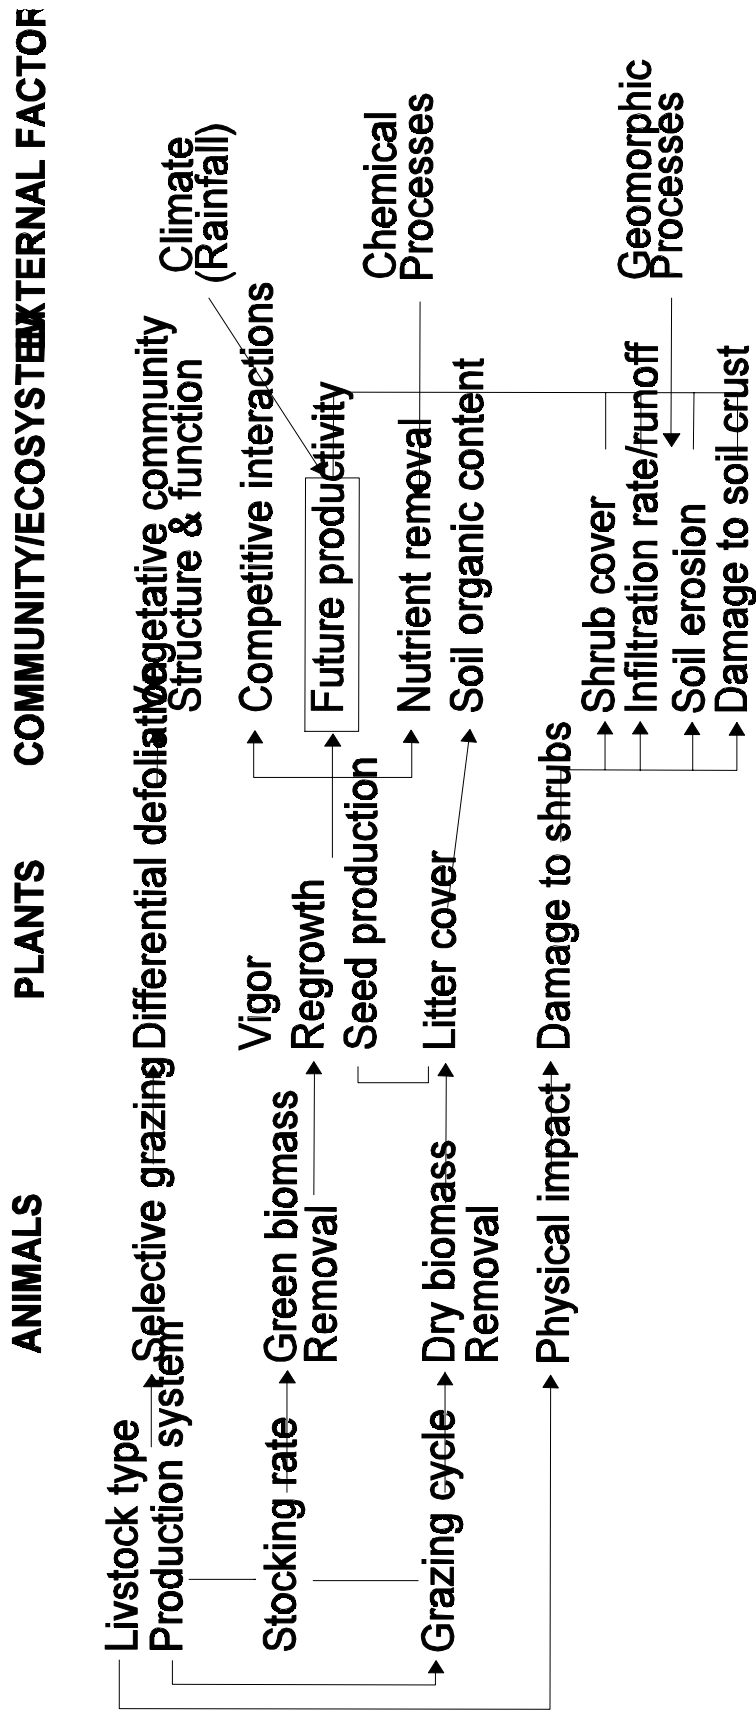 ANIMALS
PLANTS
COMMUNITY/ECOSYSTEM
EXTERNAL FACTOR
Livstock type
Production system
Selective grazing
Differential defoliation
Vegetative community
Structure & function
Climate
(Rainfall)
Stocking rate
Green biomass
Removal
Vigor
Regrowth
Seed production
Competitive interactions
Future productivity
Nutrient removal
Soil organic content
Chemical
Processes
Grazing cycle
Dry biomass
Removal
Litter cover
Physical impact
Damage to shrubs
Shrub cover
Infiltration rate/runoff
Soil erosion
Damage to soil crust
Geomorphic
Processes